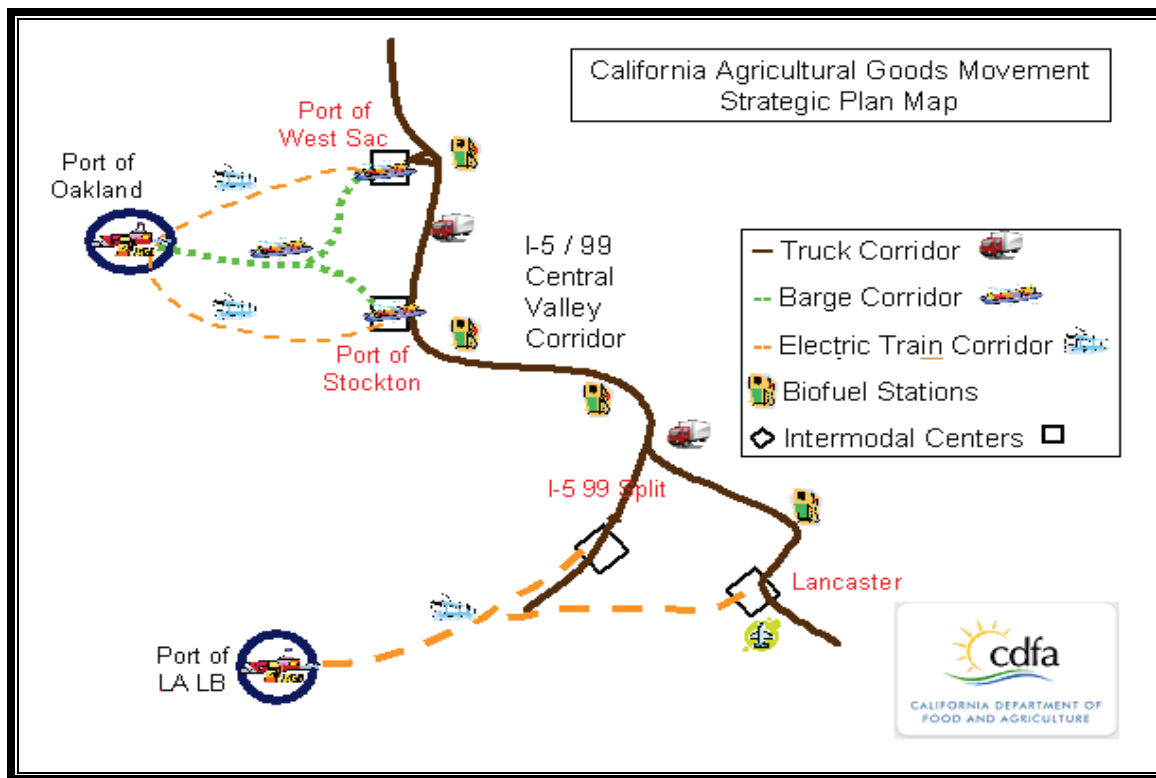 California Agricultural Goods Movement
Strategic Plan Map
Port of
West Sac
Port of
Oakland
I-5 / 99
Central
Valley
Corridor
Truck Corridor
Barge Corridor
Electric Train Corridor
Biofuel Stations
Intermodal Centers
Port of
Stockton
I-5 99 Split
Lancaster
Port of
LA LB
cdfa
CALIFORNIA DEPARTMENT OF
FOOD AND AGRICULTURE